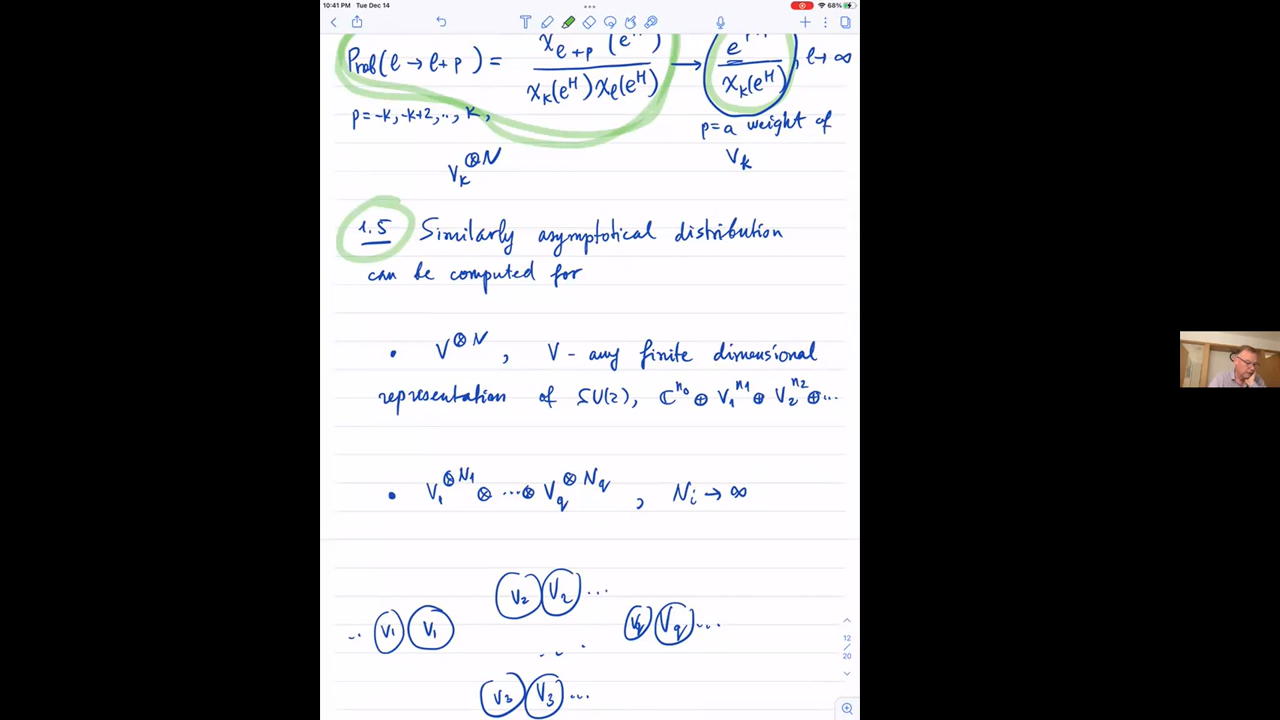 10:41 PM Tue Dec 14
68%
Prob(l → l+p) = χ_{l+p}(e^H) / χ_k(e^H) χ_l(e^H) → e / χ_k(e^H), l → ∞
p = -k, -k+2, .., k,
p = a weight of
V_k
V_k^{⊗N}
1.5 Similarly asymptotical distribution
can be computed for
• V^{⊗N}, V - any finite dimensional
representation of SU(2), ℂ^{n_0} ⊕ V_1^{n_1} ⊕ V_2^{n_2} ⊕ ...
• V_1^{⊗N_1} ⊗ ... ⊗ V_q^{⊗N_q}, N_i → ∞
V_2 V_2 ...
.. V_1 V_1
V_q V_q ...
...
V_3 V_3 ...
12
20